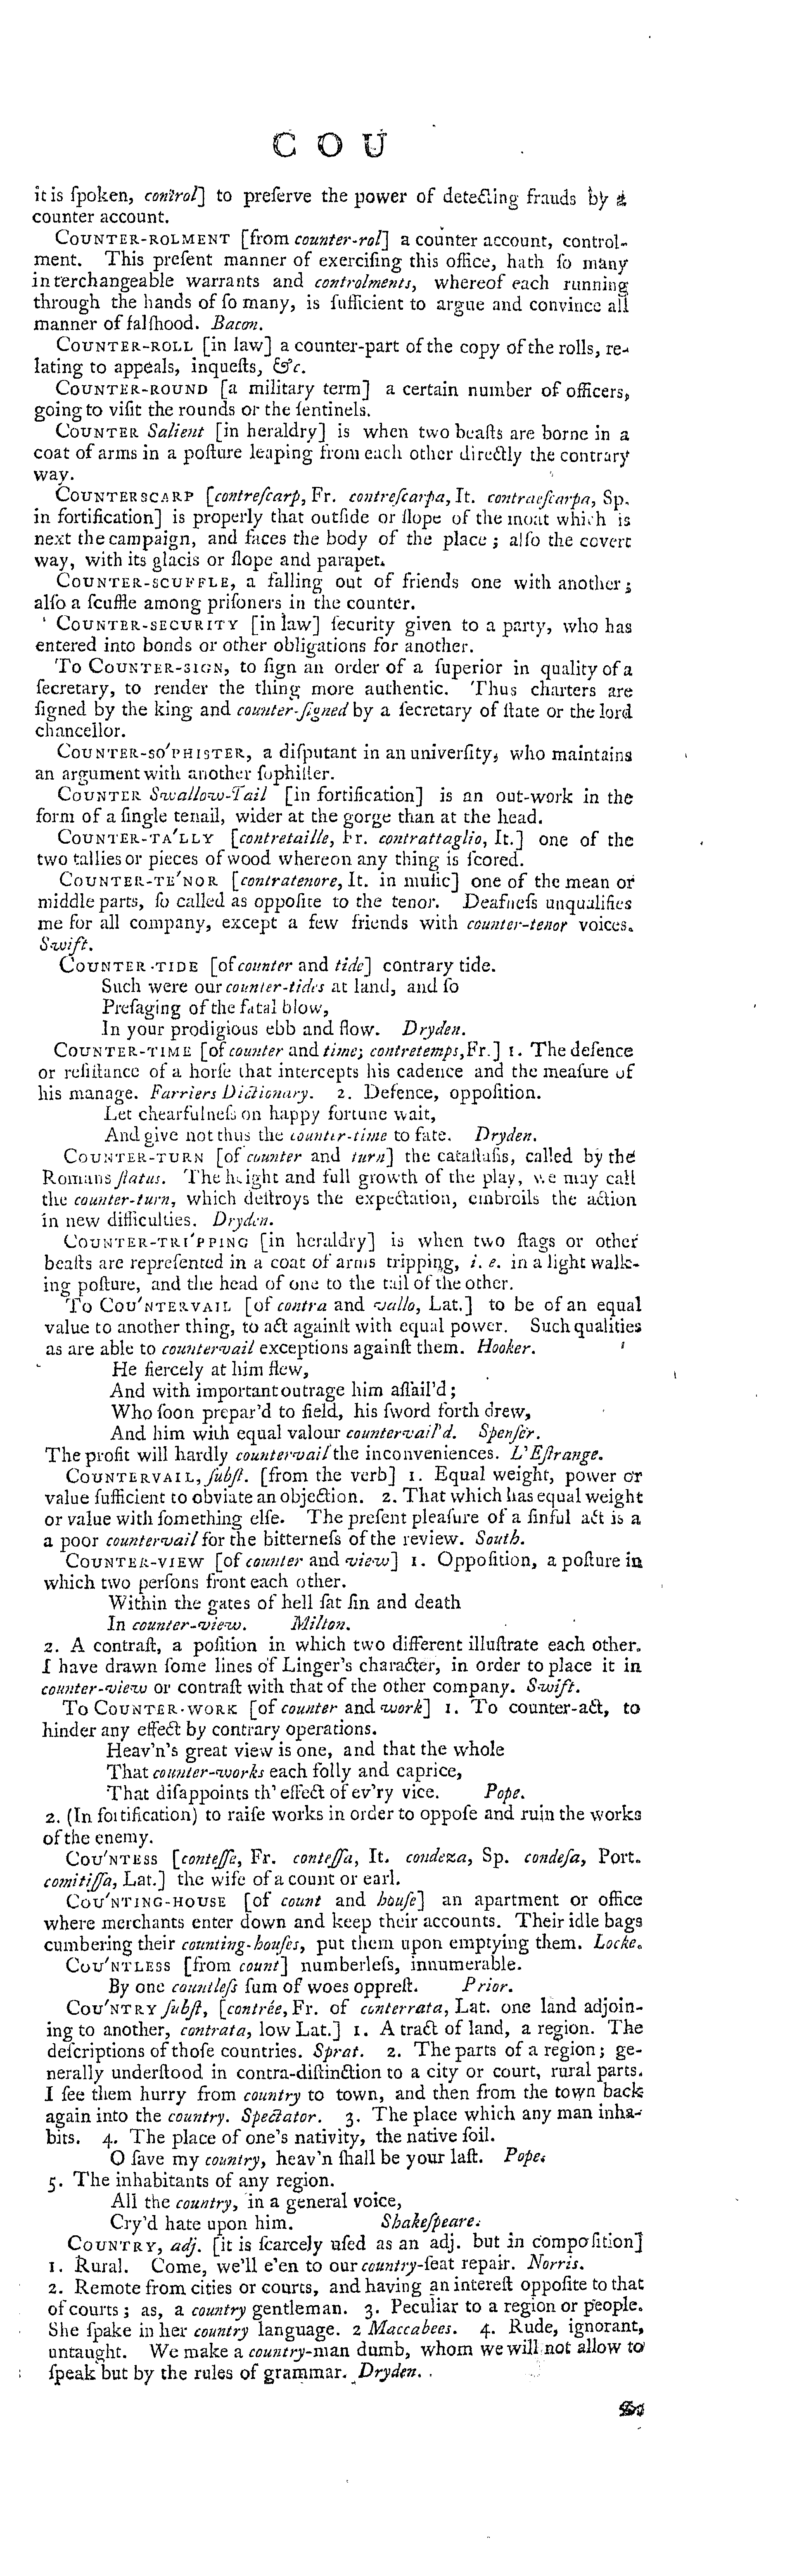 C O U
it is ſpoken, control] to preſerve the power of detecting frauds by a
counter account.
COUNTER-ROLMENT [from counter-rol] a counter account, control-
ment. This preſent manner of exerciſing this office, hath ſo many
interchangeable warrants and controlments, whereof each running
through the hands of ſo many, is ſufficient to argue and convince all
manner of falſhood. Bacon.
COUNTER-ROLL [in law] a counter-part of the copy of the rolls, re-
lating to appeals, inqueſts, &c.
COUNTER-ROUND [a military term] a certain number of officers,
going to viſit the rounds or the ſentinels.
COUNTER Salient [in heraldry] is when two beaſts are borne in a
coat of arms in a poſture leaping from each other directly the contrary
way.
COUNTERSCARP [contreſcarp, Fr. contreſcarpa, It. contraeſcarpa, Sp.
in fortification] is properly that outſide or ſlope of the moat which is
next the campaign, and faces the body of the place; alſo the covert
way, with its glacis or ſlope and parapet.
COUNTER-SCUFFLE, a falling out of friends one with another;
alſo a ſcuffle among priſoners in the counter.
COUNTER-SECURITY [in law] ſecurity given to a party, who has
entered into bonds or other obligations for another.
To COUNTER-SIGN, to ſign an order of a ſuperior in quality of a
ſecretary, to render the thing more authentic. Thus charters are
ſigned by the king and counter-ſigned by a ſecretary of ſtate or the lord
chancellor.
COUNTER-SO'PHISTER, a diſputant in an univerſity, who maintains
an argument with another ſophiſter.
COUNTER Swallow-Tail [in fortification] is an out-work in the
form of a ſingle tenail, wider at the gorge than at the head.
COUNTER-TA'LLY [contretaille, Fr. contrattaglio, It.] one of the
two tallies or pieces of wood whereon any thing is ſcored.
COUNTER-TE'NOR [contratenore, It. in muſic] one of the mean or
middle parts, ſo called as oppoſite to the tenor. Deafneſs unqualifies
me for all company, except a few friends with counter-tenor voices.
Swift.
COUNTER-TIDE [of counter and tide] contrary tide.
Such were our counter-tides at land, and ſo
Preſaging of the fatal blow,
In your prodigious ebb and flow. Dryden.
COUNTER-TIME [of counter and time; contretemps, Fr.] 1. The defence
or reſiſtance of a horſe that intercepts his cadence and the meaſure of
his manage. Farriers Dictionary. 2. Defence, oppoſition.
Let chearfulneſs on happy fortune wait,
And give not thus the counter-time to fate. Dryden.
COUNTER-TURN [of counter and turn] the cataſtaſis, called by the
Romans ſtatus. The height and full growth of the play, we may call
the counter-turn, which deſtroys the expectation, embroils the action
in new difficulties. Dryden.
COUNTER-TRI'PPING [in heraldry] is when two ſtags or other
beaſts are repreſented in a coat of arms tripping, i. e. in a light walk-
ing poſture, and the head of one to the tail of the other.
To COU'NTERVAIL [of contra and vallo, Lat.] to be of an equal
value to another thing, to act againſt with equal power. Such qualities
as are able to countervail exceptions againſt them. Hooker.
He fiercely at him flew,
And with important outrage him aſſail'd;
Who ſoon prepar'd to field, his ſword forth drew,
And him with equal valour countervail'd. Spenſer.
The profit will hardly countervail the inconveniences. L'Eſtrange.
COUNTERVAIL, ſubſt. [from the verb] 1. Equal weight, power or
value ſufficient to obviate an objection. 2. That which has equal weight
or value with ſomething elſe. The preſent pleaſure of a ſinful act is a
a poor countervail for the bitterneſs of the review. South.
COUNTER-VIEW [of counter and view] 1. Oppoſition, a poſture in
which two perſons front each other.
Within the gates of hell ſat ſin and death
In counter-view. Milton.
2. A contraſt, a poſition in which two different illuſtrate each other.
I have drawn ſome lines of Linger's character, in order to place it in
counter-view or contraſt with that of the other company. Swift.
To COUNTER-WORK [of counter and work] 1. To counter-act, to
hinder any effect by contrary operations.
Heav'n's great view is one, and that the whole
That counter-works each folly and caprice,
That diſappoints th' effect of ev'ry vice. Pope.
2. (In fortification) to raiſe works in order to oppoſe and ruin the works
of the enemy.
COU'NTESS [conteſſe, Fr. conteſſa, It. condeza, Sp. condeſa, Port.
comitiſſa, Lat.] the wife of a count or earl.
COU'NTING-HOUSE [of count and houſe] an apartment or office
where merchants enter down and keep their accounts. Their idle bags
cumbering their counting-houſes, put them upon emptying them. Locke.
COU'NTLESS [from count] numberleſs, innumerable.
By one countleſs ſum of woes oppreſt. Prior.
COU'NTRY ſubſt, [contrée, Fr. of conterrata, Lat. one land adjoin-
ing to another, contrata, low Lat.] 1. A tract of land, a region. The
deſcriptions of thoſe countries. Sprat. 2. The parts of a region; ge-
nerally underſtood in contra-diſtinction to a city or court, rural parts.
I ſee them hurry from country to town, and then from the town back
again into the country. Spectator. 3. The place which any man inha-
bits. 4. The place of one's nativity, the native ſoil.
O ſave my country, heav'n ſhall be your laſt. Pope.
5. The inhabitants of any region.
All the country, in a general voice,
Cry'd hate upon him. Shakeſpeare.
COUNTRY, adj. [it is ſcarcely uſed as an adj. but in compoſition]
1. Rural. Come, we'll e'en to our country-ſeat repair. Norris.
2. Remote from cities or courts, and having an intereſt oppoſite to that
of courts; as, a country gentleman. 3. Peculiar to a region or people.
She ſpake in her country language. 2 Maccabees. 4. Rude, ignorant,
untaught. We make a country-man dumb, whom we will not allow to
ſpeak but by the rules of grammar. Dryden.